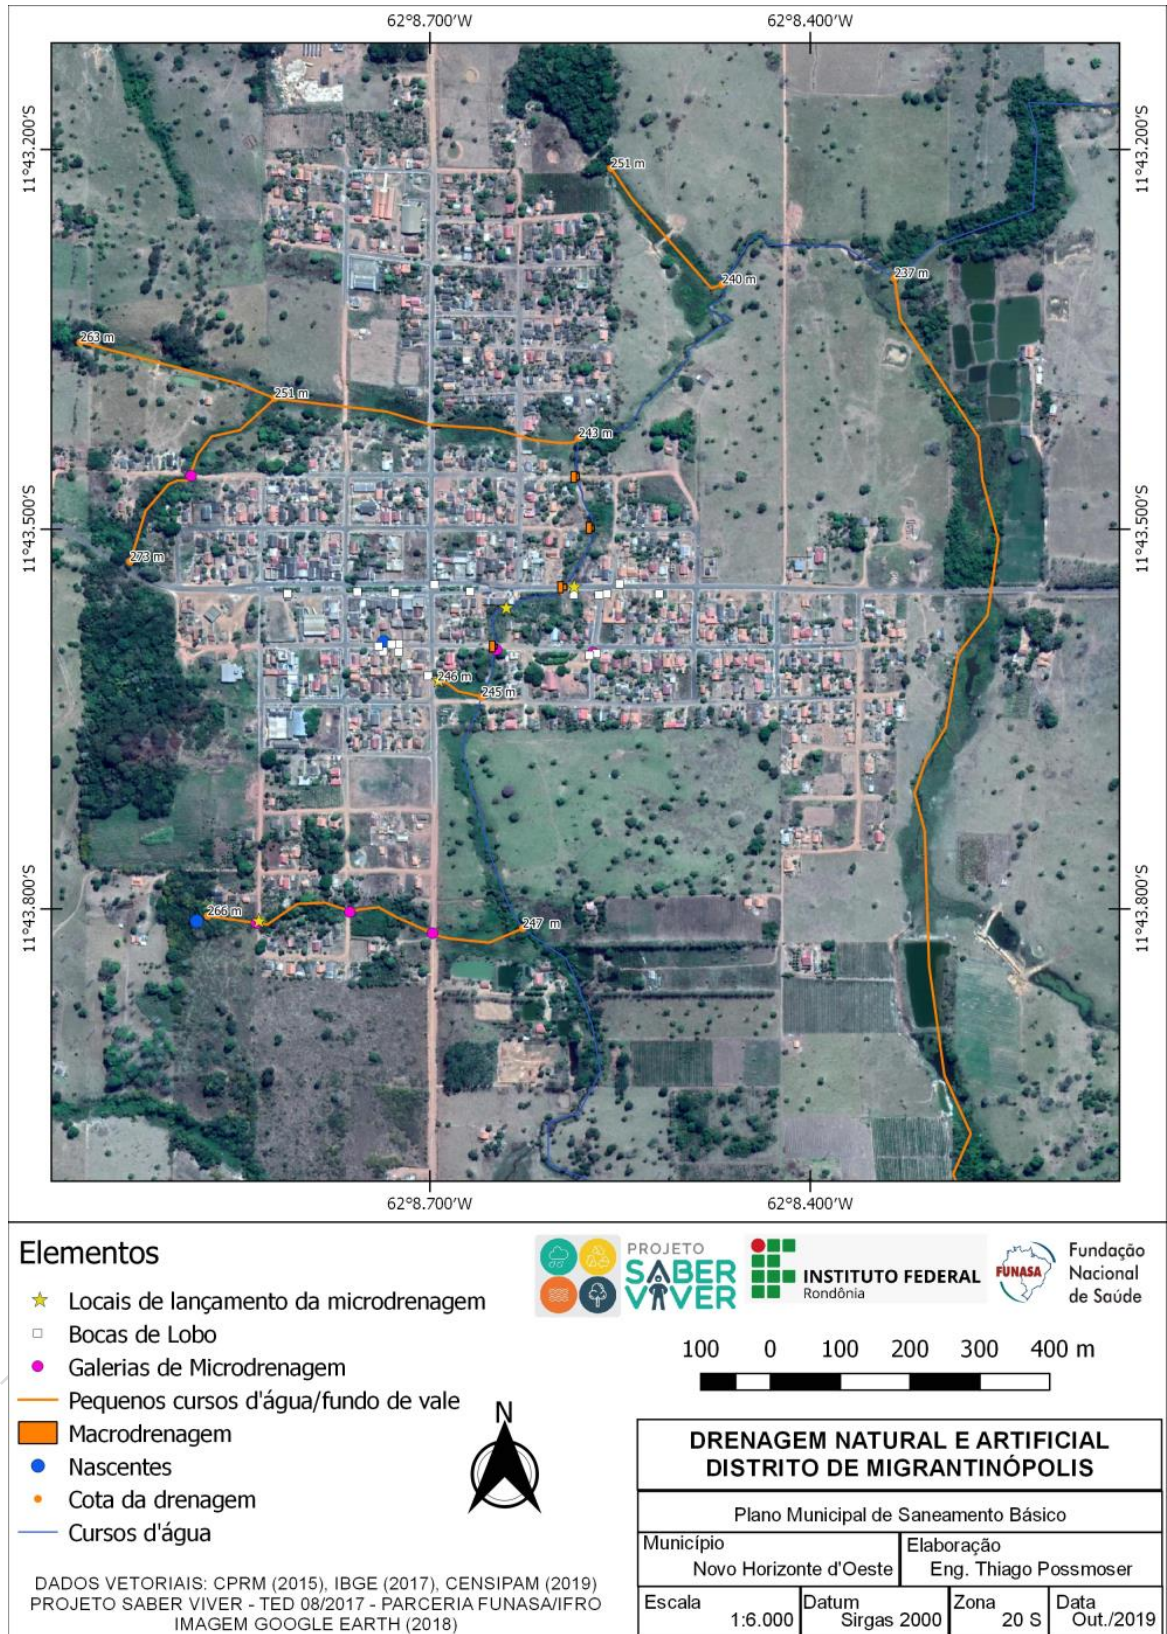 62°8.700'W
62°8.400'W
11°43.200'S
11°43.200'S
251 m
240 m
237 m
263 m
251 m
243 m
11°43.500'S
11°43.500'S
273 m
246 m
245 m
11°43.800'S
11°43.800'S
266 m
247 m
62°8.700'W
62°8.400'W
Elementos
Locais de lançamento da microdrenagem
Bocas de Lobo
Galerias de Microdrenagem
Pequenos cursos d'água/fundo de vale
Macrodrenagem
Nascentes
Cota da drenagem
Cursos d'água
N
DADOS VETORIAIS: CPRM (2015), IBGE (2017), CENSIPAM (2019)
PROJETO SABER VIVER - TED 08/2017 - PARCERIA FUNASA/IFRO
IMAGEM GOOGLE EARTH (2018)
PROJETO
SABER
VIVER
INSTITUTO FEDERAL
Rondônia
FUNASA
Fundação
Nacional
de Saúde
100 0 100 200 300 400 m
DRENAGEM NATURAL E ARTIFICIAL
DISTRITO DE MIGRANTINÓPOLIS
Plano Municipal de Saneamento Básico
Município
Novo Horizonte d'Oeste
Elaboração
Eng. Thiago Possmoser
Escala
1:6.000
Datum
Sirgas 2000
Zona
20 S
Data
Out./2019